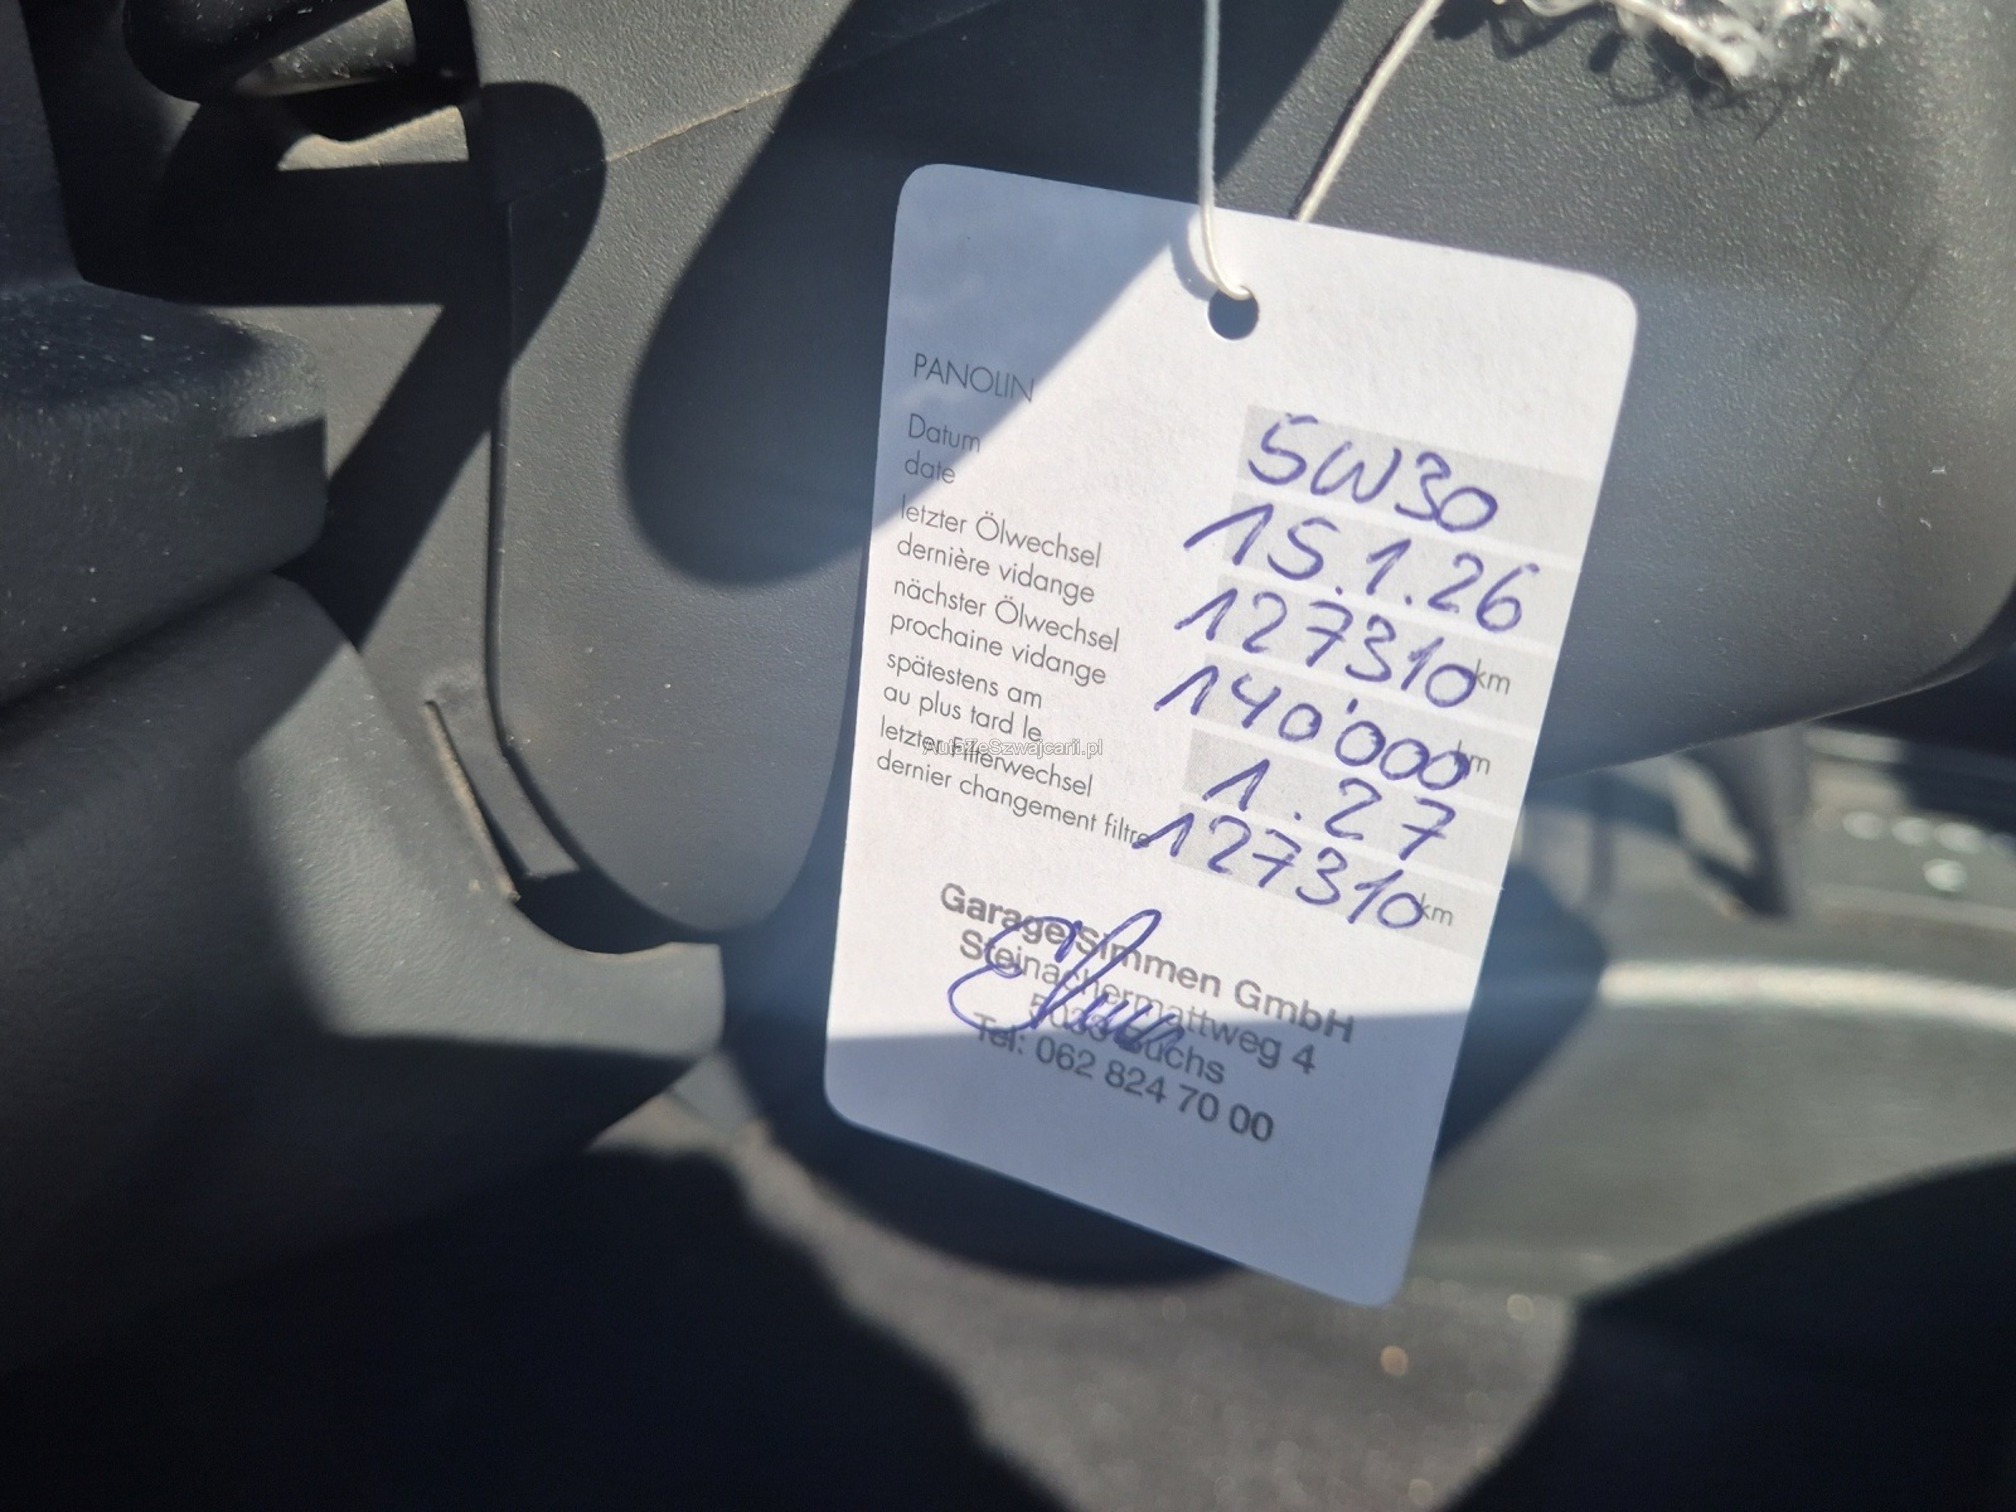 PANOLIN 5W30
Datum 15.1.26
date
letzter Ölwechsel 127310 km
dernière vidange
nächster Ölwechsel 140'000 km
prochaine vidange
spätestens am 1.27
au plus tard le
letzter Filterwechsel 127310 km
dernier changement filtre
AutoZeSzwajcarii.pl
Garage Simmen GmbH
Steinachermattweg 4
5033 Buchs
Tel: 062 824 70 00